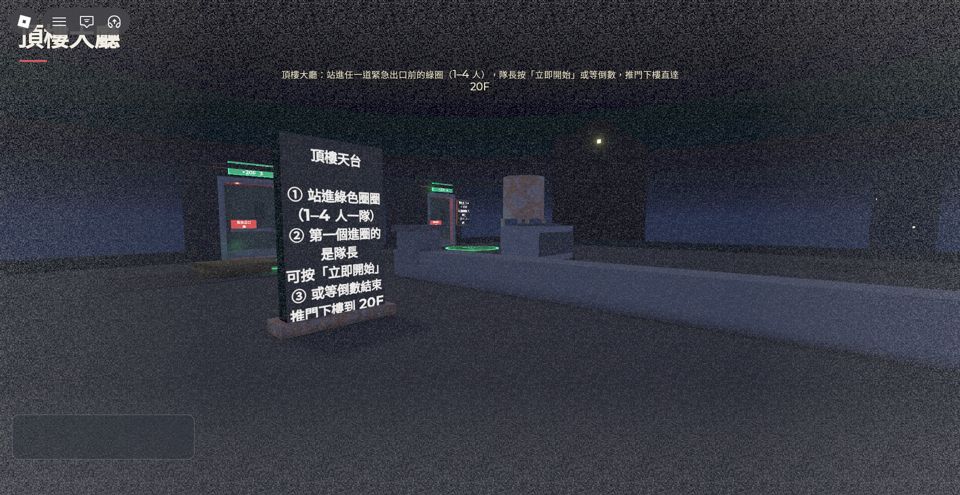 頂樓大廳
頂樓大廳：站進任一道緊急出口前的綠圈（1–4 人），隊長按「立即開始」或等倒數，推門下樓直達
20F
頂樓天台
① 站進綠色圈圈
（1–4 人一隊）
② 第一個進圈的
是隊長
可按「立即開始」
③ 或等倒數結束
推門下樓到 20F